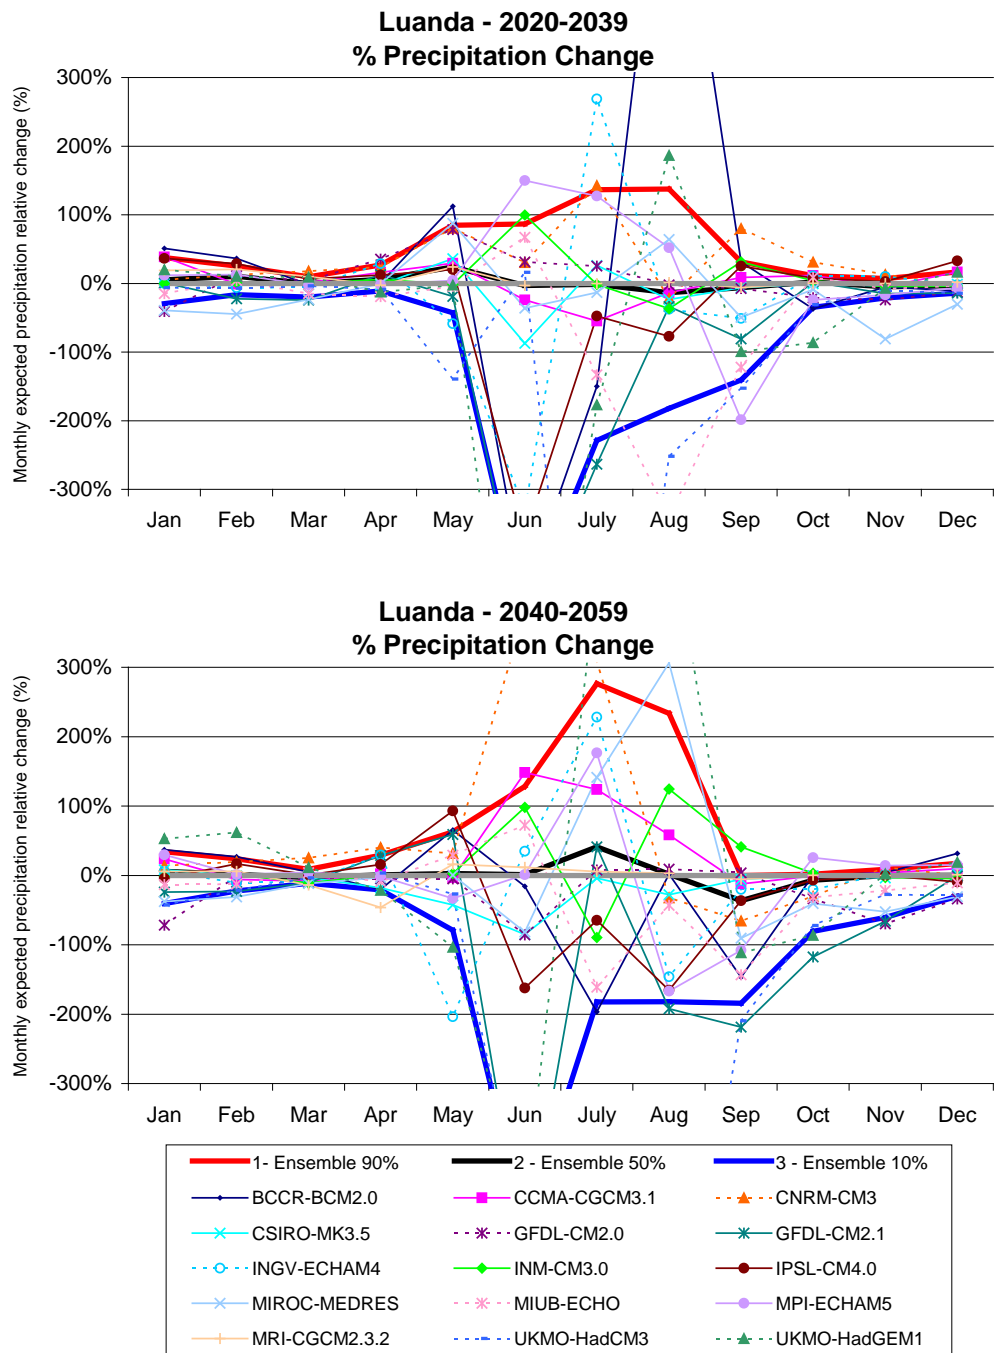 Luanda - 2020-2039
% Precipitation Change
Monthly expected precipitation relative change (%)
300%
200%
100%
0%
-100%
-200%
-300%
Jan Feb Mar Apr May Jun July Aug Sep Oct Nov Dec
Luanda - 2040-2059
% Precipitation Change
Monthly expected precipitation relative change (%)
300%
200%
100%
0%
-100%
-200%
-300%
Jan Feb Mar Apr May Jun July Aug Sep Oct Nov Dec
1- Ensemble 90% 2 - Ensemble 50% 3 - Ensemble 10%
BCCR-BCM2.0 CCMA-CGCM3.1 CNRM-CM3
CSIRO-MK3.5 GFDL-CM2.0 GFDL-CM2.1
INGV-ECHAM4 INM-CM3.0 IPSL-CM4.0
MIROC-MEDRES MIUB-ECHO MPI-ECHAM5
MRI-CGCM2.3.2 UKMO-HadCM3 UKMO-HadGEM1